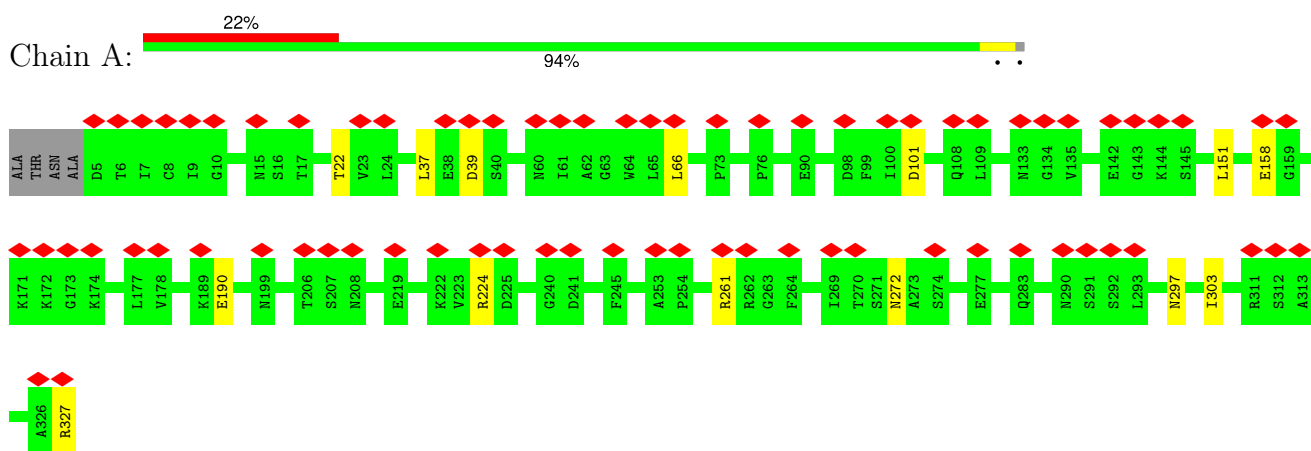 22%
Chain A:
94% • •
ALA THR ASN ALA D5 T6 I7 C8 I9 G10 N15 S16 T17 T22 V23 L24 L37 E38 D39 S40 N60 I61 A62 G63 W64 L65 L66 P73 P76 E90 D98 F99 I100 D101 Q108 L109 N133 G134 V135 E142 G143 K144 S145 L151 E158 G159
K171 K172 G173 K174 L177 V178 K189 E190 N199 T206 S207 N208 E219 K222 V223 R224 D225 G240 D241 F245 A253 P254 R261 R262 G263 F264 I269 T270 S271 N272 A273 S274 E277 Q283 N290 S291 S292 L293 N297 I303 R311 S312 A313
A326 R327